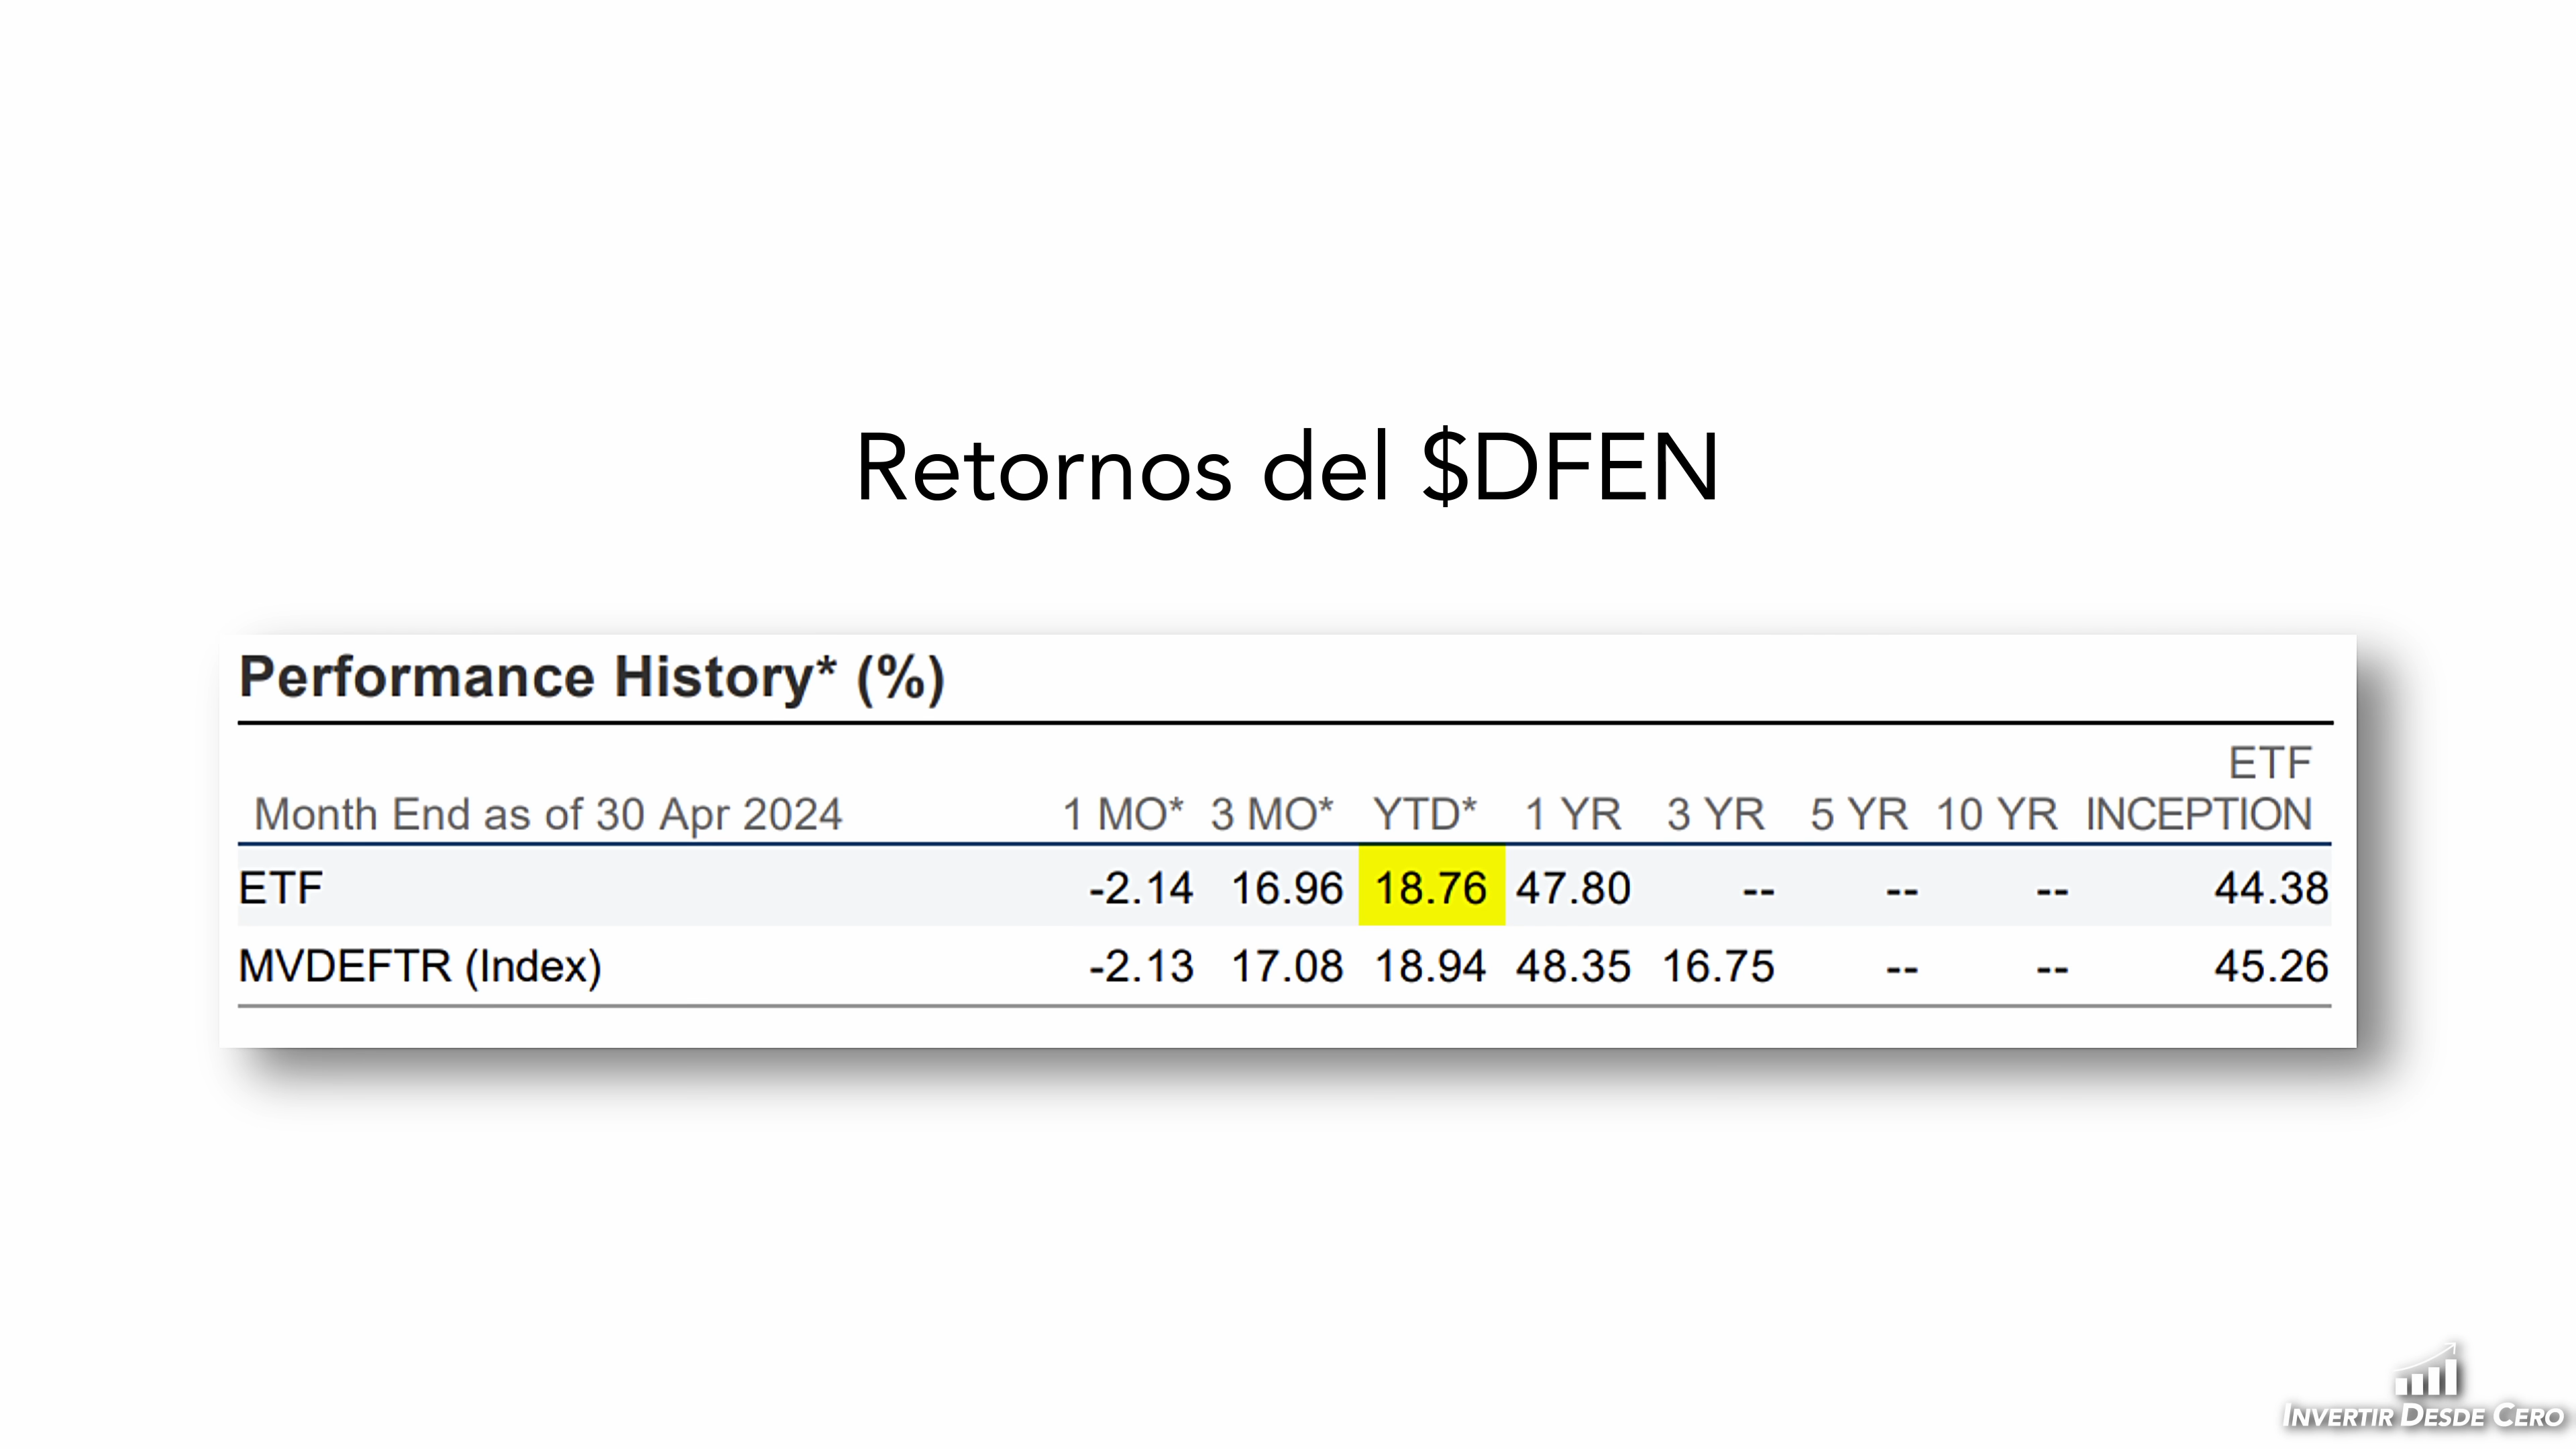 Retornos del $DFEN
Performance History* (%)
ETF
Month End as of 30 Apr 2024 1 MO* 3 MO* YTD* 1 YR 3 YR 5 YR 10 YR INCEPTION
ETF -2.14 16.96 18.76 47.80 -- -- -- 44.38
MVDEFTR (Index) -2.13 17.08 18.94 48.35 16.75 -- -- 45.26
INVERTIR DESDE CERO